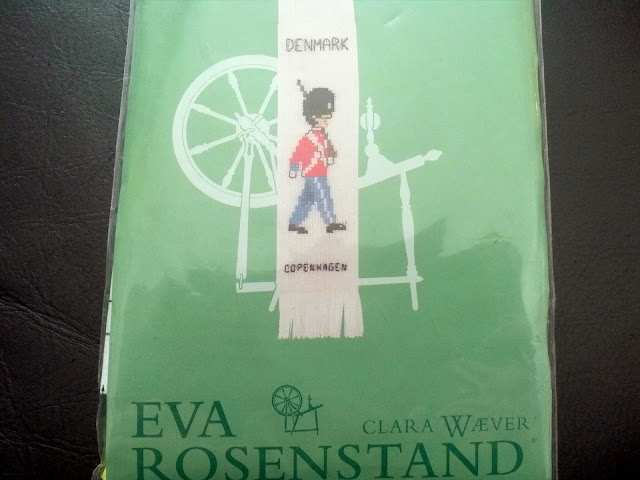 DENMARK
COPENHAGEN
EVA
CLARA WÆVER
ROSENSTAND